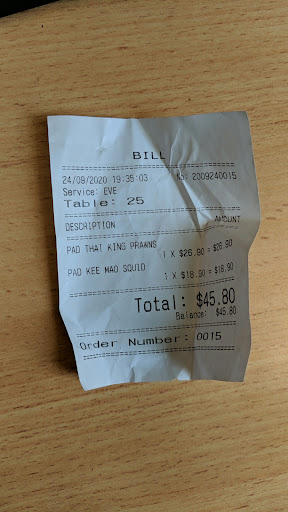 BILL
24/09/2020 19:35:03 No: 2009240015
Service: EVE
Table: 25
DESCRIPTION AMOUNT
PAD THAI KING PRAWNS
1 X $26.90 = $26.90
PAD KEE MAO SQUID
1 X $18.90 = $18.90
Total: $45.80
Balance: $45.80
Order Number: 0015